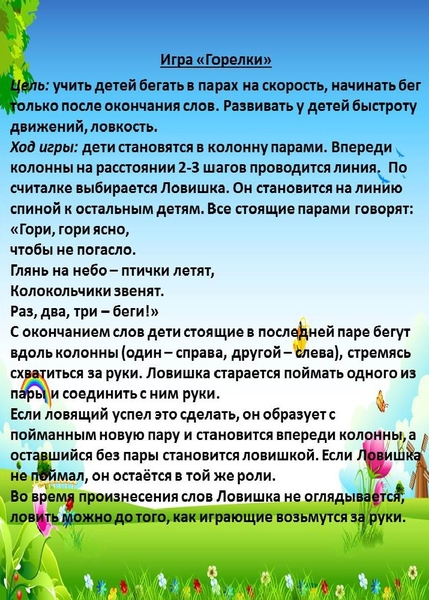 Игра «Горелки»
Цель: учить детей бегать в парах на скорость, начинать бег
только после окончания слов. Развивать у детей быстроту
движений, ловкость.
Ход игры: дети становятся в колонну парами. Впереди
колонны на расстоянии 2-3 шагов проводится линия. По
считалке выбирается Ловишка. Он становится на линию
спиной к остальным детям. Все стоящие парами говорят:
«Гори, гори ясно,
чтобы не погасло.
Глянь на небо – птички летят,
Колокольчики звенят.
Раз, два, три – беги!»
С окончанием слов дети стоящие в последней паре бегут
вдоль колонны (один – справа, другой – слева), стремясь
схватиться за руки. Ловишка старается поймать одного из
пары и соединить с ним руки.
Если ловящий успел это сделать, он образует с
пойманным новую пару и становится впереди колонны, а
оставшийся без пары становится ловишкой. Если Ловишка
не поймал, он остаётся в той же роли.
Во время произнесения слов Ловишка не оглядывается,
ловить можно до того, как играющие возьмутся за руки.